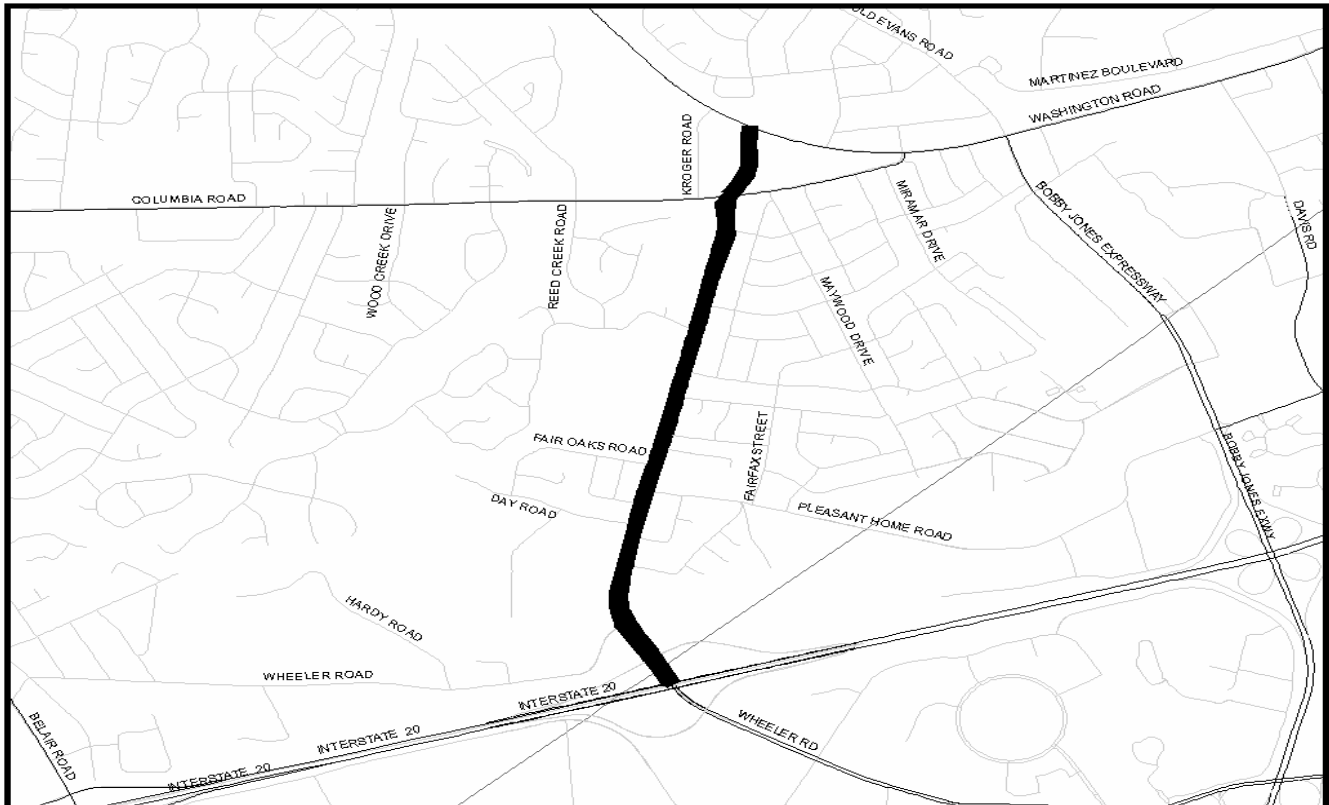 OLD EVANS ROAD
MARTINEZ BOULEVARD
WASHINGTON ROAD
KROGER ROAD
COLUMBIA ROAD
WOOD CREEK DRIVE
REED CREEK ROAD
MIRAMAR DRIVE
BOBBY JONES EXPRESSWAY
DAVIS RD
MAYWOOD DRIVE
FAIR OAKS ROAD
FAIRFAX STREET
BOBBY JONES EXWY
DAY ROAD
PLEASANT HOME ROAD
HARDY ROAD
WHEELER ROAD
INTERSTATE 20
WHEELER RD
INTERSTATE 20
BELAIR ROAD
INTERSTATE 20